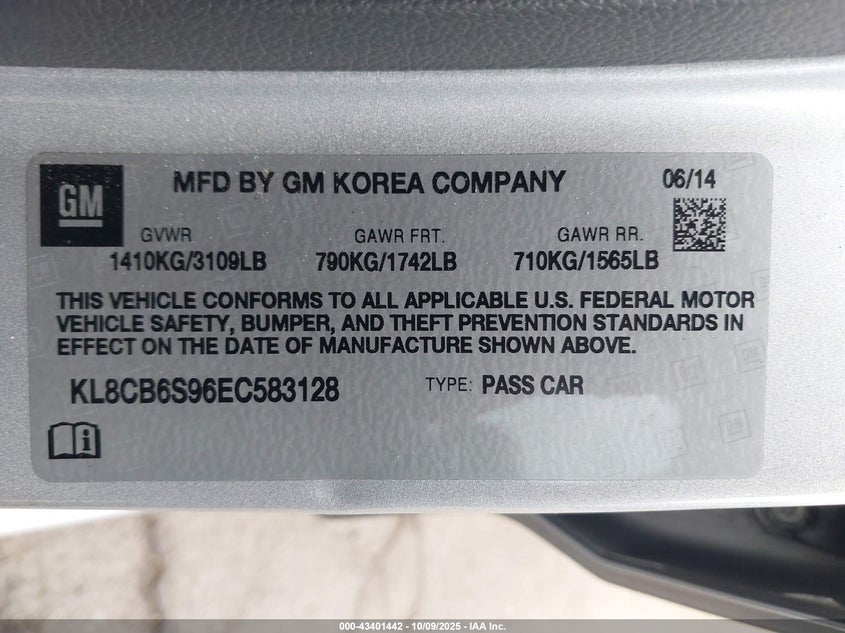 GM
MFD BY GM KOREA COMPANY
06/14
GVWR
GAWR FRT.
GAWR RR.
1410KG/3109LB
790KG/1742LB
710KG/1565LB
THIS VEHICLE CONFORMS TO ALL APPLICABLE U.S. FEDERAL MOTOR
VEHICLE SAFETY, BUMPER, AND THEFT PREVENTION STANDARDS IN
EFFECT ON THE DATE OF MANUFACTURE SHOWN ABOVE.
KL8CB6S96EC583128
TYPE: PASS CAR
i
000-43401442 - 10/09/2025 - IAA Inc.